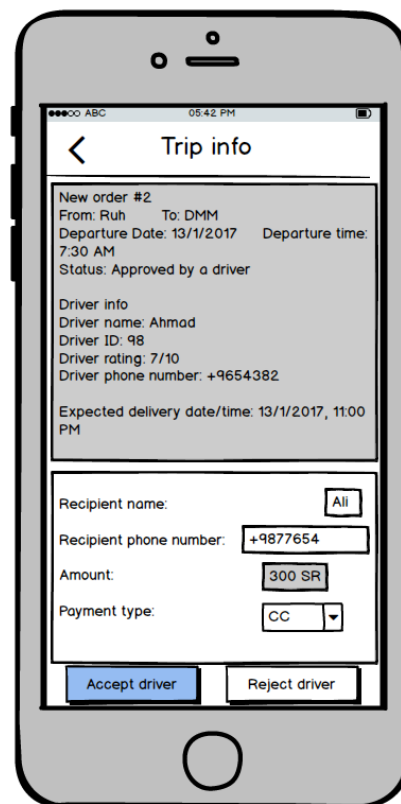 ABC 05:42 PM
Trip info
New order #2
From: Ruh To: DMM
Departure Date: 13/1/2017 Departure time:
7:30 AM
Status: Approved by a driver
Driver info
Driver name: Ahmad
Driver ID: 98
Driver rating: 7/10
Driver phone number: +9654382
Expected delivery date/time: 13/1/2017, 11:00
PM
Recipient name: Ali
Recipient phone number: +9877654
Amount: 300 SR
Payment type: CC
Accept driver Reject driver